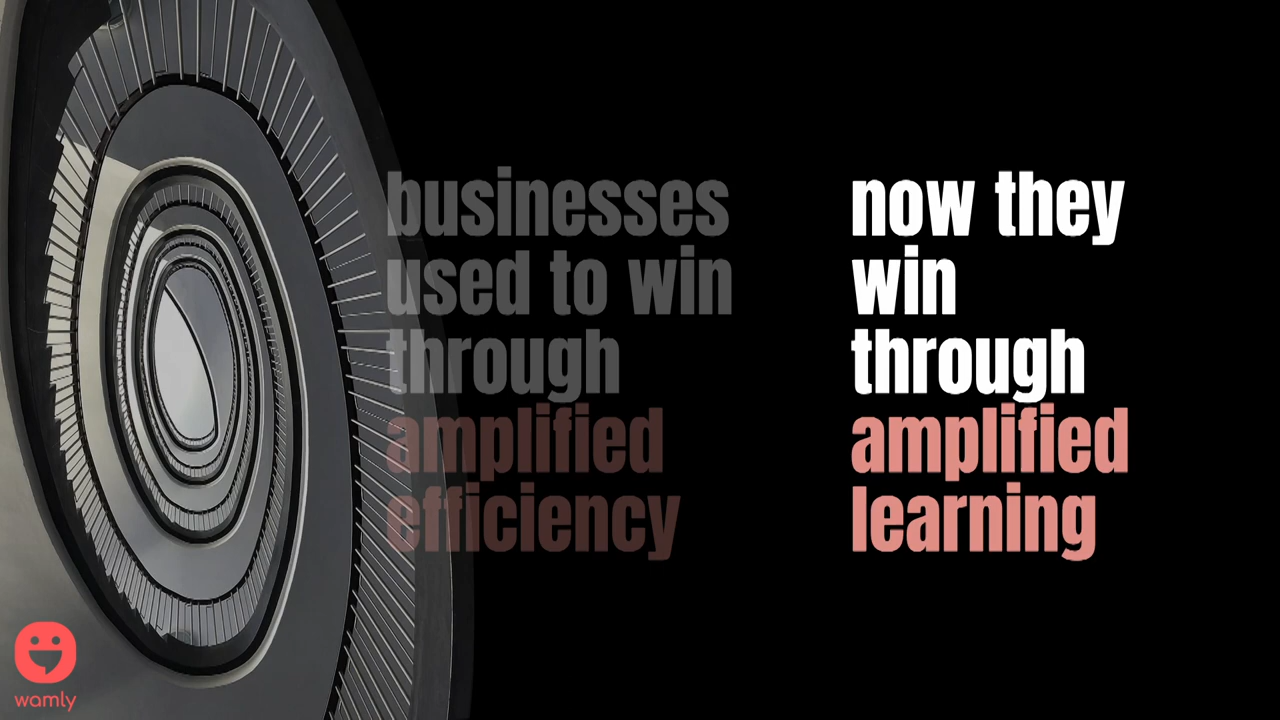 businesses
used to win
through
amplified
efficiency
now they
win
through
amplified
learning
wamly